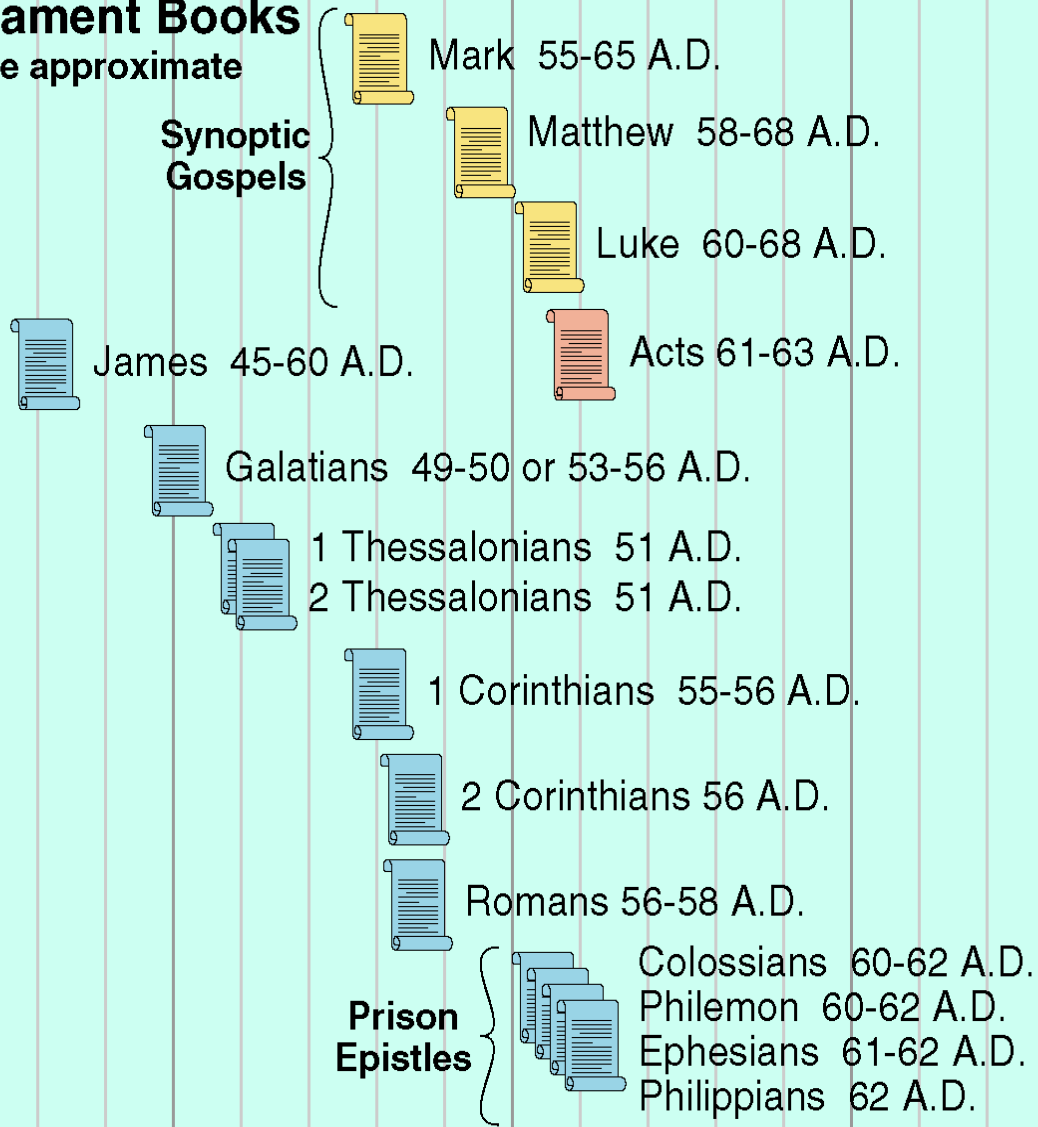 ament Books
e approximate
Mark 55-65 A.D.
Synoptic
Gospels
Matthew 58-68 A.D.
Luke 60-68 A.D.
Acts 61-63 A.D.
James 45-60 A.D.
Galatians 49-50 or 53-56 A.D.
1 Thessalonians 51 A.D.
2 Thessalonians 51 A.D.
1 Corinthians 55-56 A.D.
2 Corinthians 56 A.D.
Romans 56-58 A.D.
Prison
Epistles
Colossians 60-62 A.D.
Philemon 60-62 A.D.
Ephesians 61-62 A.D.
Philippians 62 A.D.